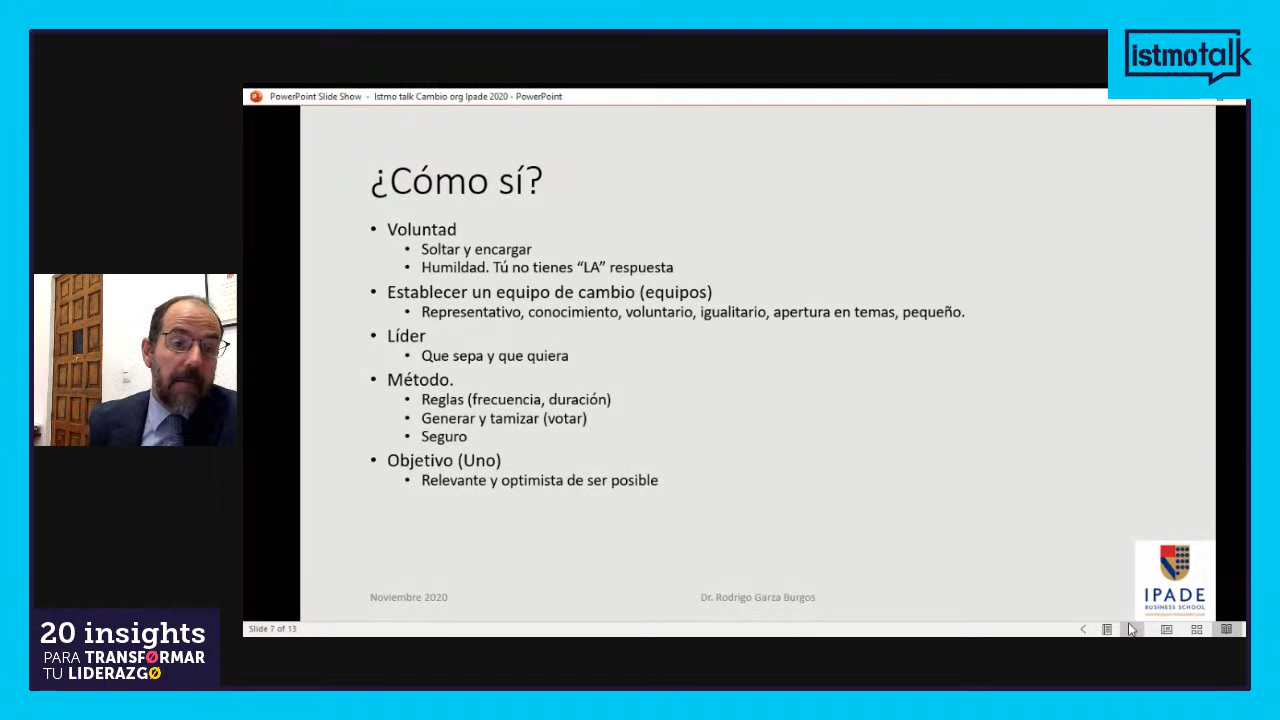 istmotalk
PowerPoint Slide Show - Istmo talk Cambio org Ipade 2020 - PowerPoint
¿Cómo sí?
• Voluntad
• Soltar y encargar
• Humildad. Tú no tienes “LA” respuesta
• Establecer un equipo de cambio (equipos)
• Representativo, conocimiento, voluntario, igualitario, apertura en temas, pequeño.
• Líder
• Que sepa y que quiera
• Método.
• Reglas (frecuencia, duración)
• Generar y tamizar (votar)
• Seguro
• Objetivo (Uno)
• Relevante y optimista de ser posible
Noviembre 2020
Dr. Rodrigo Garza Burgos
IPADE
BUSINESS SCHOOL
Slide 7 of 13
20 insights
PARA TRANSFØRMAR
TU LIDERAZGØ